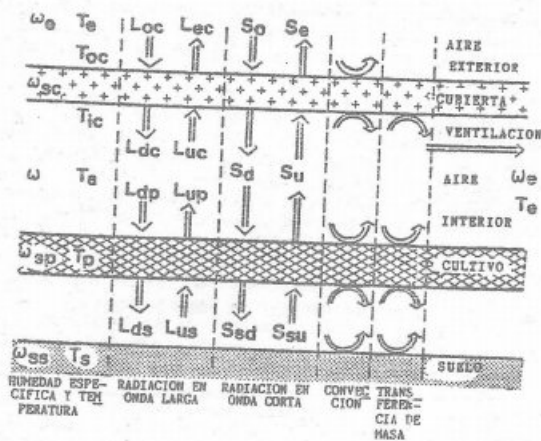 ωe Te Loc Lec So Se AIRE
Toc EXTERIOR
ωsc CUBIERTA
Tic VENTILACION
Ldc Luc
ω Ta Sd Su AIRE ωe
Ldp Lup Te
INTERIOR
ωsp Tp CULTIVO
Lds Lus Ssd Ssu
ωss Ts SUELO
HUMEDAD ESPE- RADIACION EN RADIACION EN CONVEC- TRANS-
CIFICA Y TEM- ONDA LARGA ONDA CORTA CION FEREN-
PERATURA CIA DE
MASA